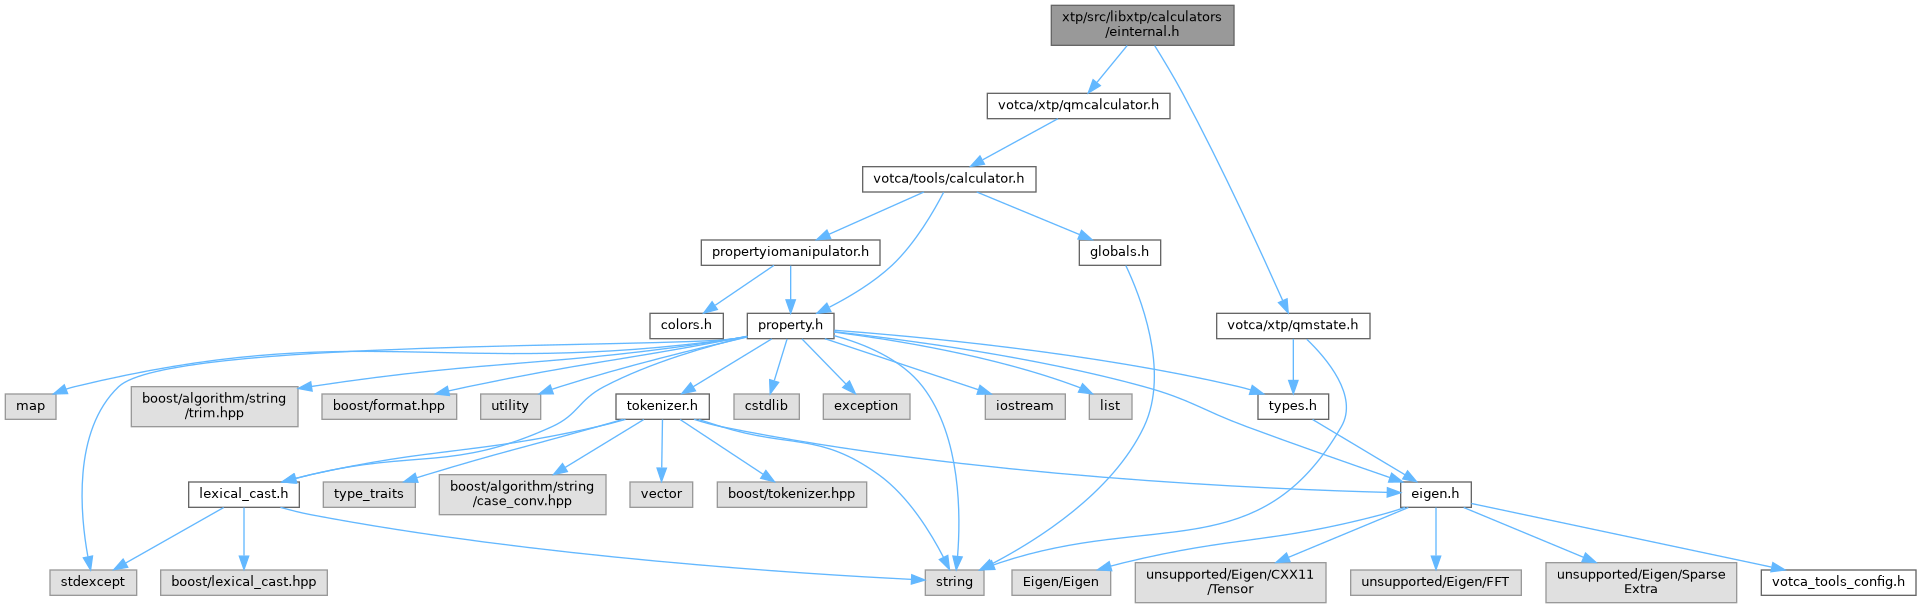 xtp/src/libxtp/calculators
/einternal.h
votca/xtp/qmcalculator.h
votca/tools/calculator.h
propertyiomanipulator.h
globals.h
colors.h
property.h
votca/xtp/qmstate.h
map
boost/algorithm/string
/trim.hpp
boost/format.hpp
utility
tokenizer.h
cstdlib
exception
iostream
list
types.h
lexical_cast.h
type_traits
boost/algorithm/string
/case_conv.hpp
vector
boost/tokenizer.hpp
eigen.h
stdexcept
boost/lexical_cast.hpp
string
Eigen/Eigen
unsupported/Eigen/CXX11
/Tensor
unsupported/Eigen/FFT
unsupported/Eigen/Sparse
Extra
votca_tools_config.h